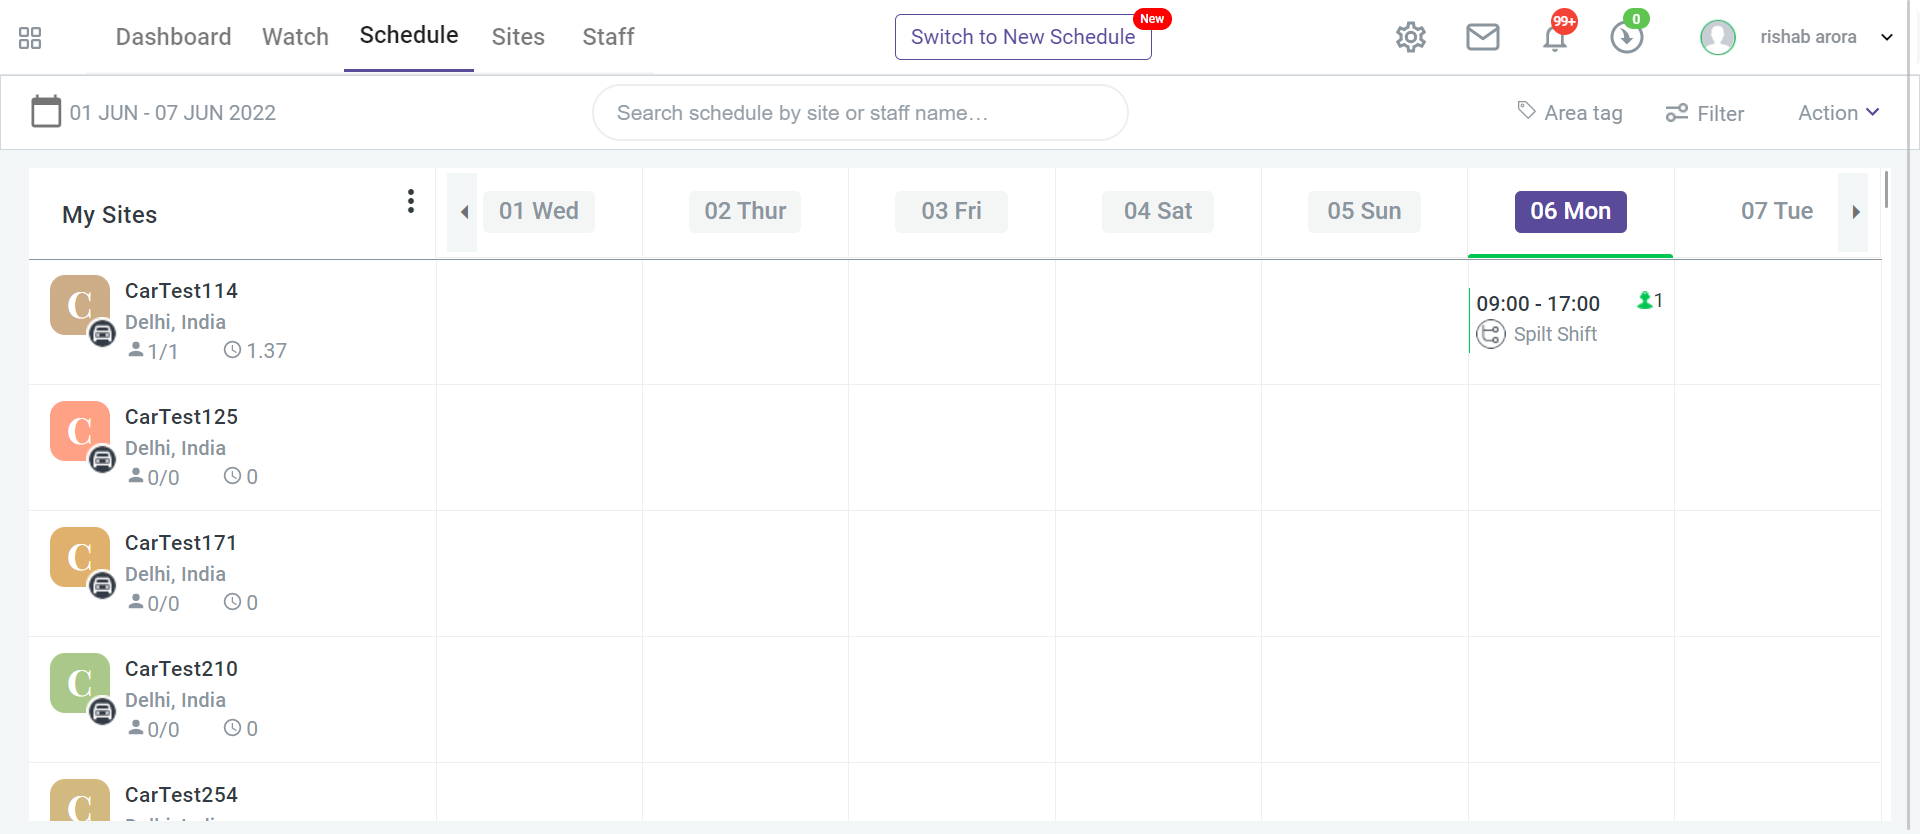 Dashboard Watch Schedule Sites Staff Switch to New Schedule New 99+ 0 rishab arora
01 JUN - 07 JUN 2022 Search schedule by site or staff name... Area tag Filter Action
My Sites 01 Wed 02 Thur 03 Fri 04 Sat 05 Sun 06 Mon 07 Tue
C CarTest114
Delhi, India
1/1 1.37
09:00 - 17:00 1
Spilt Shift
C CarTest125
Delhi, India
0/0 0
C CarTest171
Delhi, India
0/0 0
C CarTest210
Delhi, India
0/0 0
C CarTest254